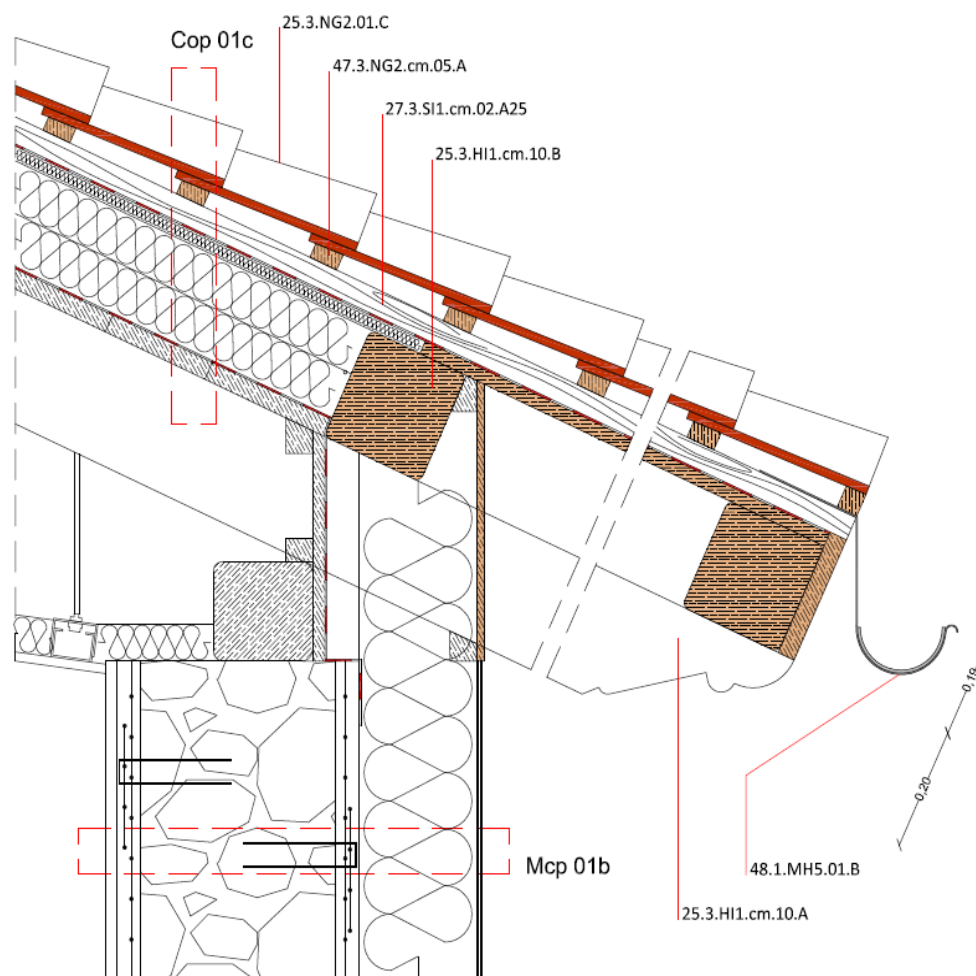 25.3.NG2.01.C
Cop 01c
47.3.NG2.cm.05.A
27.3.SI1.cm.02.A25
25.3.HI1.cm.10.B
0,19
0,20
Mcp 01b
48.1.MH5.01.B
25.3.HI1.cm.10.A